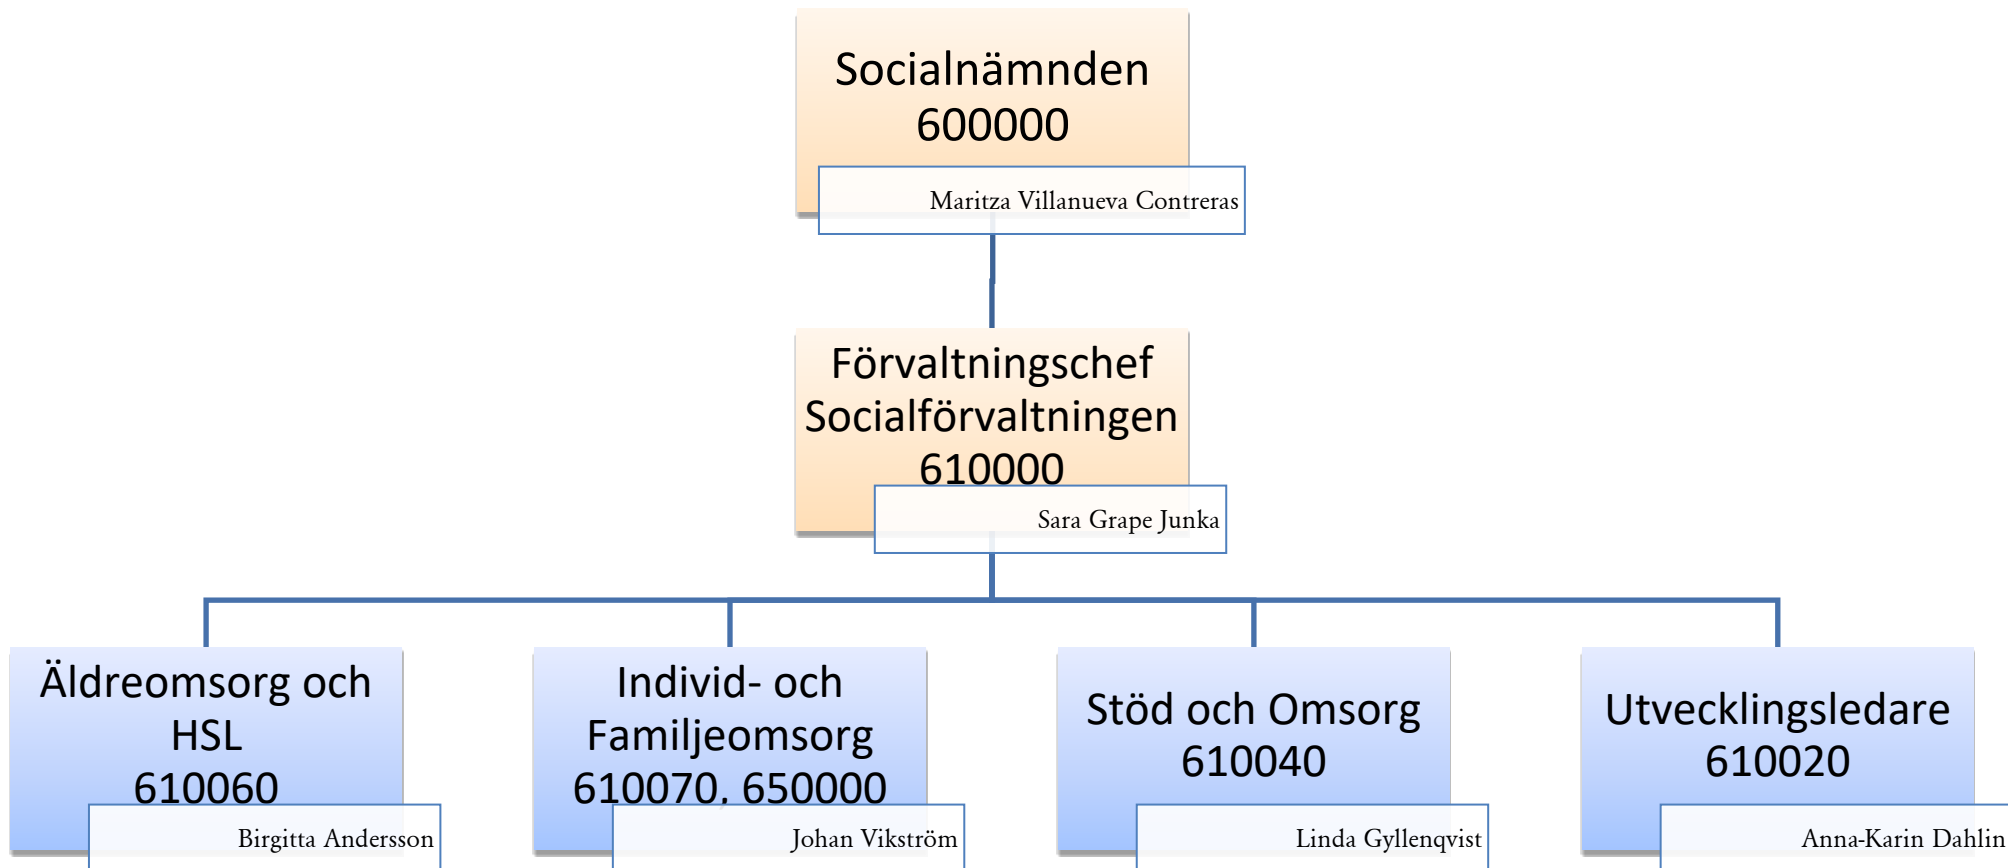 Socialnämnden
600000
Maritza Villanueva Contreras
Förvaltningschef
Socialförvaltningen
610000
Sara Grape Junka
Äldreomsorg och
HSL
610060
Birgitta Andersson
Individ- och
Familjeomsorg
610070, 650000
Johan Vikström
Stöd och Omsorg
610040
Linda Gyllenqvist
Utvecklingsledare
610020
Anna-Karin Dahlin